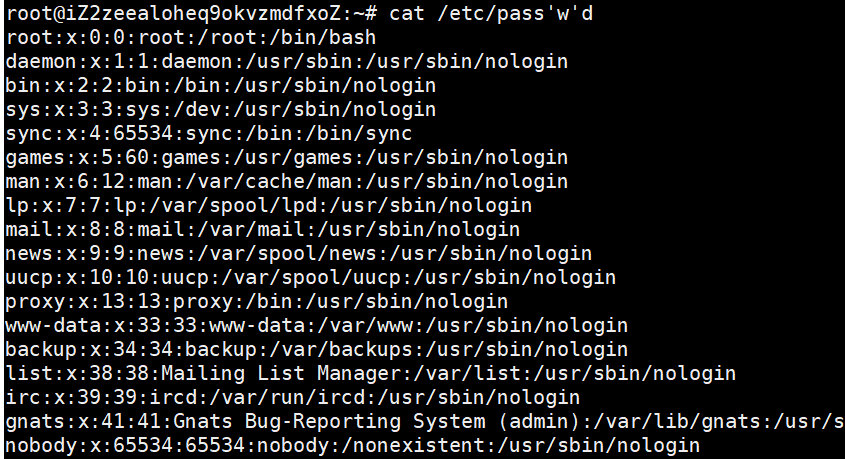 root@iZ2zeealoheq9okvzmdfxoZ:~# cat /etc/pass'w'd
root:x:0:0:root:/root:/bin/bash
daemon:x:1:1:daemon:/usr/sbin:/usr/sbin/nologin
bin:x:2:2:bin:/bin:/usr/sbin/nologin
sys:x:3:3:sys:/dev:/usr/sbin/nologin
sync:x:4:65534:sync:/bin:/bin/sync
games:x:5:60:games:/usr/games:/usr/sbin/nologin
man:x:6:12:man:/var/cache/man:/usr/sbin/nologin
lp:x:7:7:lp:/var/spool/lpd:/usr/sbin/nologin
mail:x:8:8:mail:/var/mail:/usr/sbin/nologin
news:x:9:9:news:/var/spool/news:/usr/sbin/nologin
uucp:x:10:10:uucp:/var/spool/uucp:/usr/sbin/nologin
proxy:x:13:13:proxy:/bin:/usr/sbin/nologin
www-data:x:33:33:www-data:/var/www:/usr/sbin/nologin
backup:x:34:34:backup:/var/backups:/usr/sbin/nologin
list:x:38:38:Mailing List Manager:/var/list:/usr/sbin/nologin
irc:x:39:39:ircd:/var/run/ircd:/usr/sbin/nologin
gnats:x:41:41:Gnats Bug-Reporting System (admin):/var/lib/gnats:/usr/s
nobody:x:65534:65534:nobody:/nonexistent:/usr/sbin/nologin